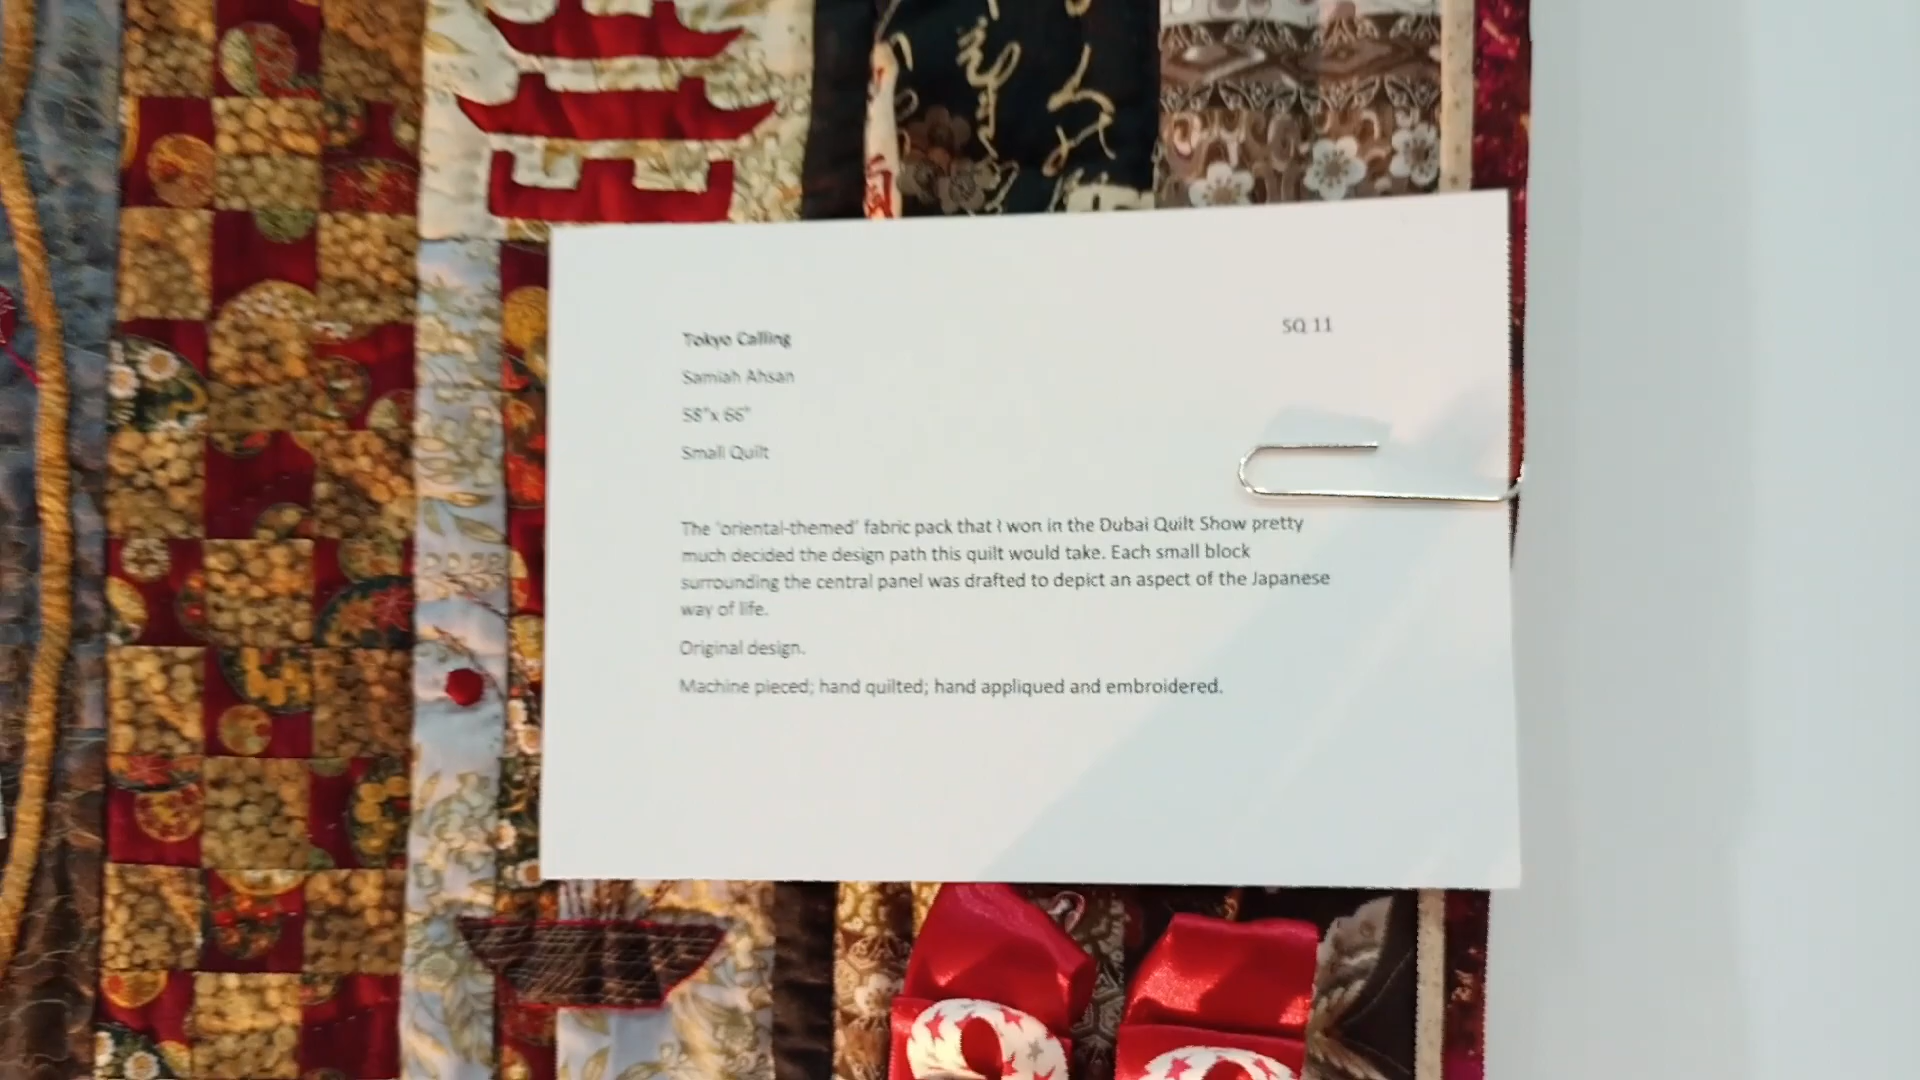 Tokyo Calling
SQ 11
Samiah Ahsan
58"x 66"
Small Quilt
The 'oriental-themed' fabric pack that I won in the Dubai Quilt Show pretty
much decided the design path this quilt would take. Each small block
surrounding the central panel was drafted to depict an aspect of the Japanese
way of life.
Original design.
Machine pieced; hand quilted; hand appliqued and embroidered.